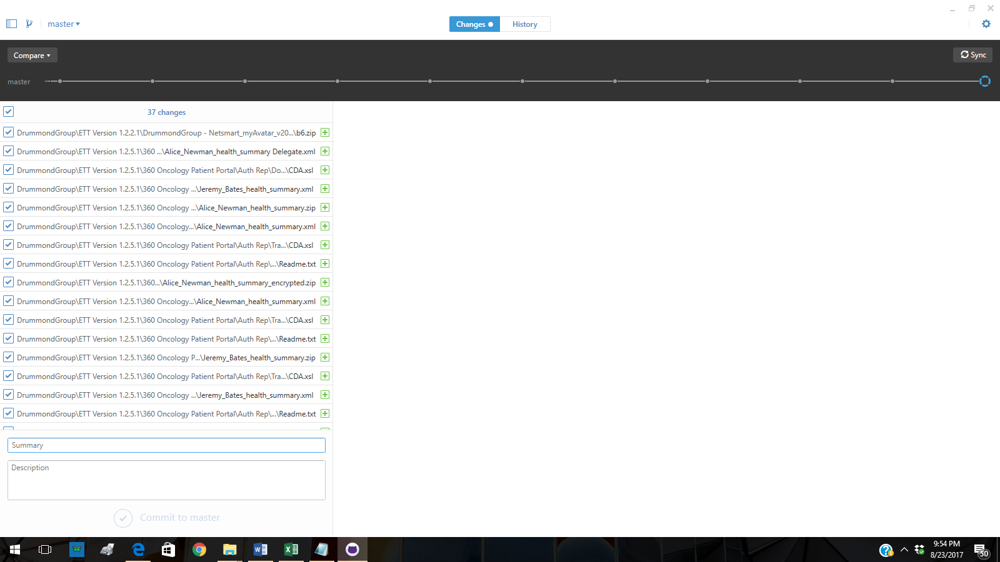 master
Changes
History
Compare
Sync
master
37 changes
DrummondGroup\ETT Version 1.2.2.1\DrummondGroup - Netsmart_myAvatar_v20...\b6.zip
DrummondGroup\ETT Version 1.2.5.1\360 ...\Alice_Newman_health_summary Delegate.xml
DrummondGroup\ETT Version 1.2.5.1\360 Oncology Patient Portal\Auth Rep\Do...\CDA.xsl
DrummondGroup\ETT Version 1.2.5.1\360 Oncology ...\Jeremy_Bates_health_summary.xml
DrummondGroup\ETT Version 1.2.5.1\360 Oncology ...\Alice_Newman_health_summary.zip
DrummondGroup\ETT Version 1.2.5.1\360 Oncology...\Alice_Newman_health_summary.xml
DrummondGroup\ETT Version 1.2.5.1\360 Oncology Patient Portal\Auth Rep\Tra...\CDA.xsl
DrummondGroup\ETT Version 1.2.5.1\360 Oncology Patient Portal\Auth Rep\...\Readme.txt
DrummondGroup\ETT Version 1.2.5.1\360...\Alice_Newman_health_summary_encrypted.zip
DrummondGroup\ETT Version 1.2.5.1\360 Oncology...\Alice_Newman_health_summary.xml
DrummondGroup\ETT Version 1.2.5.1\360 Oncology Patient Portal\Auth Rep\Tra...\CDA.xsl
DrummondGroup\ETT Version 1.2.5.1\360 Oncology Patient Portal\Auth Rep\...\Readme.txt
DrummondGroup\ETT Version 1.2.5.1\360 Oncology P...\Jeremy_Bates_health_summary.zip
DrummondGroup\ETT Version 1.2.5.1\360 Oncology Patient Portal\Auth Rep\Tra...\CDA.xsl
DrummondGroup\ETT Version 1.2.5.1\360 Oncology ...\Jeremy_Bates_health_summary.xml
DrummondGroup\ETT Version 1.2.5.1\360 Oncology Patient Portal\Auth Rep\...\Readme.txt
Summary
Description
Commit to master
9:54 PM
8/23/2017
50